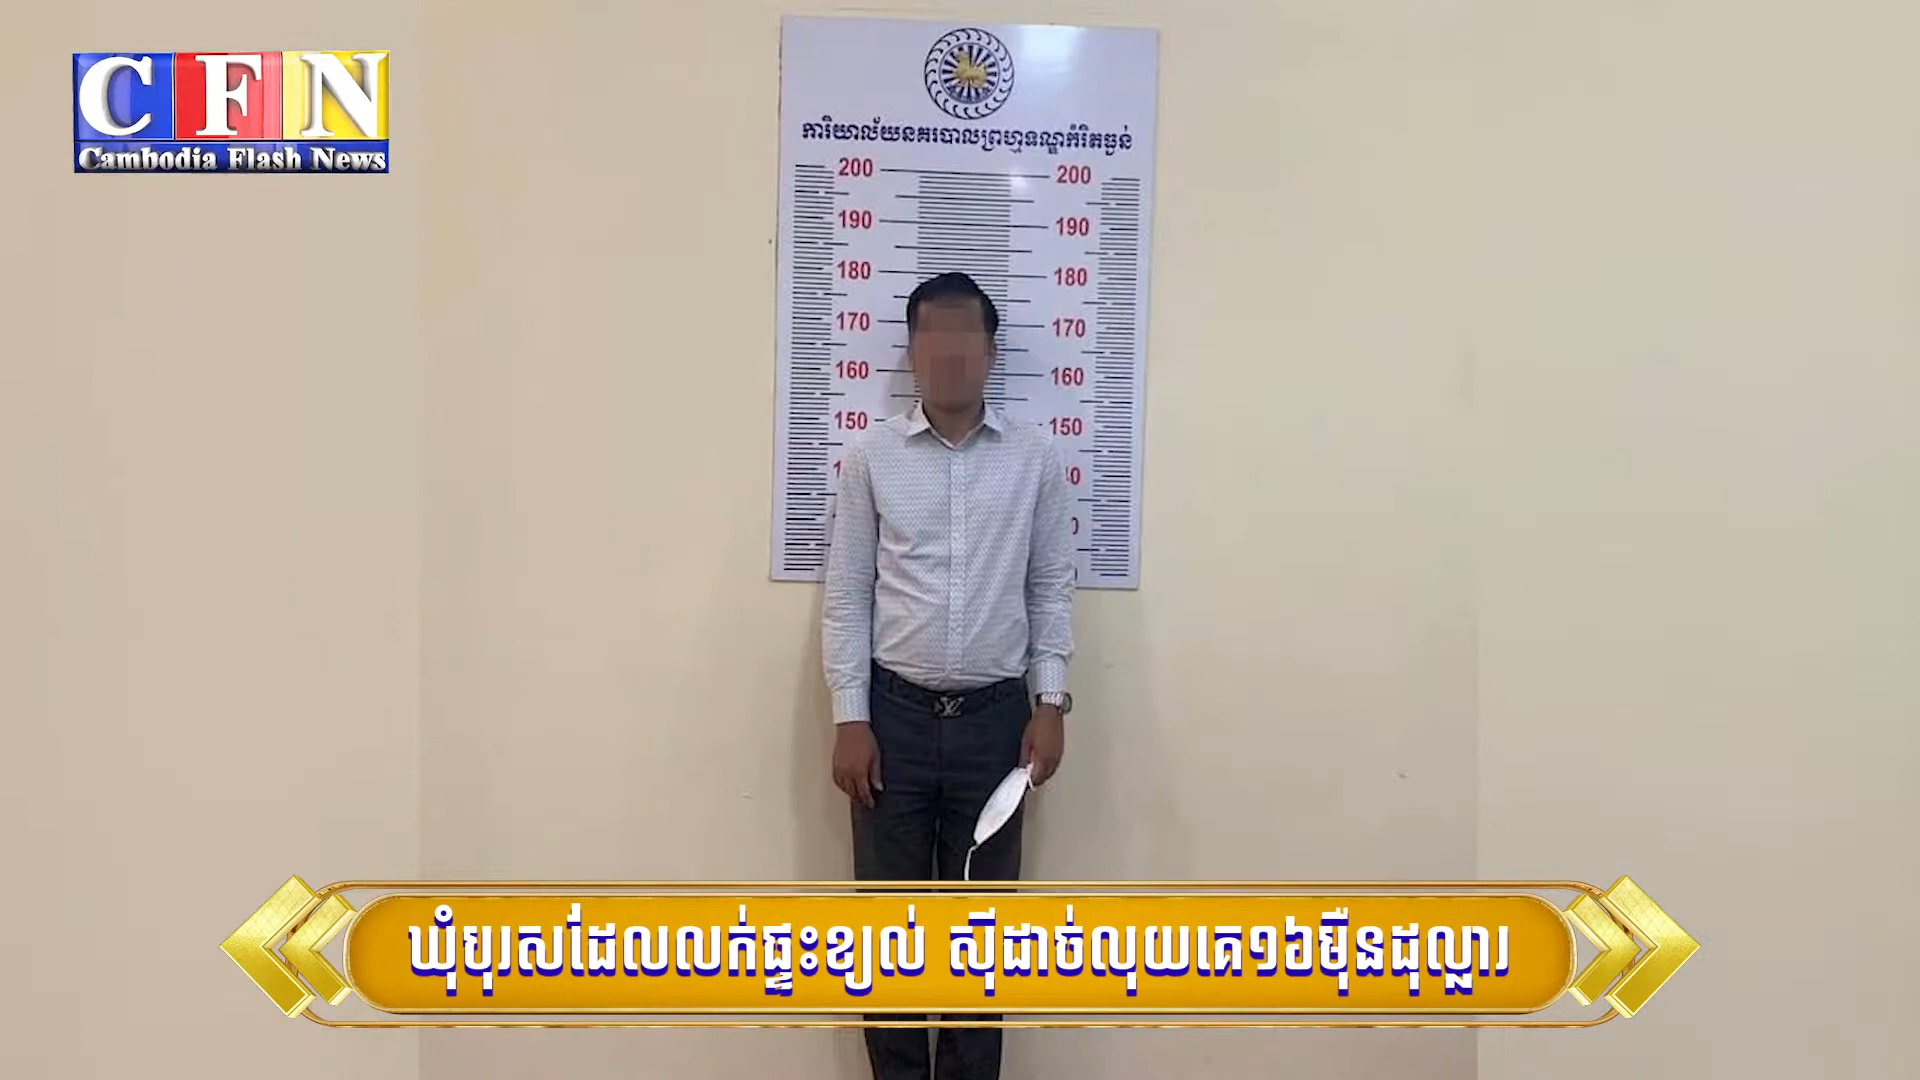 CFN
Cambodia Flash News
ការិយាល័យនគរបាលព្រហ្មទណ្ឌកំរិតធ្ងន់
200 200
190 190
180 180
170 170
160 160
150 150
ឃុំបុរសដែលលក់ផ្ទះខ្យល់ ស៊ីដាច់លុយគេ១៦ម៉ឺនដុល្លារ